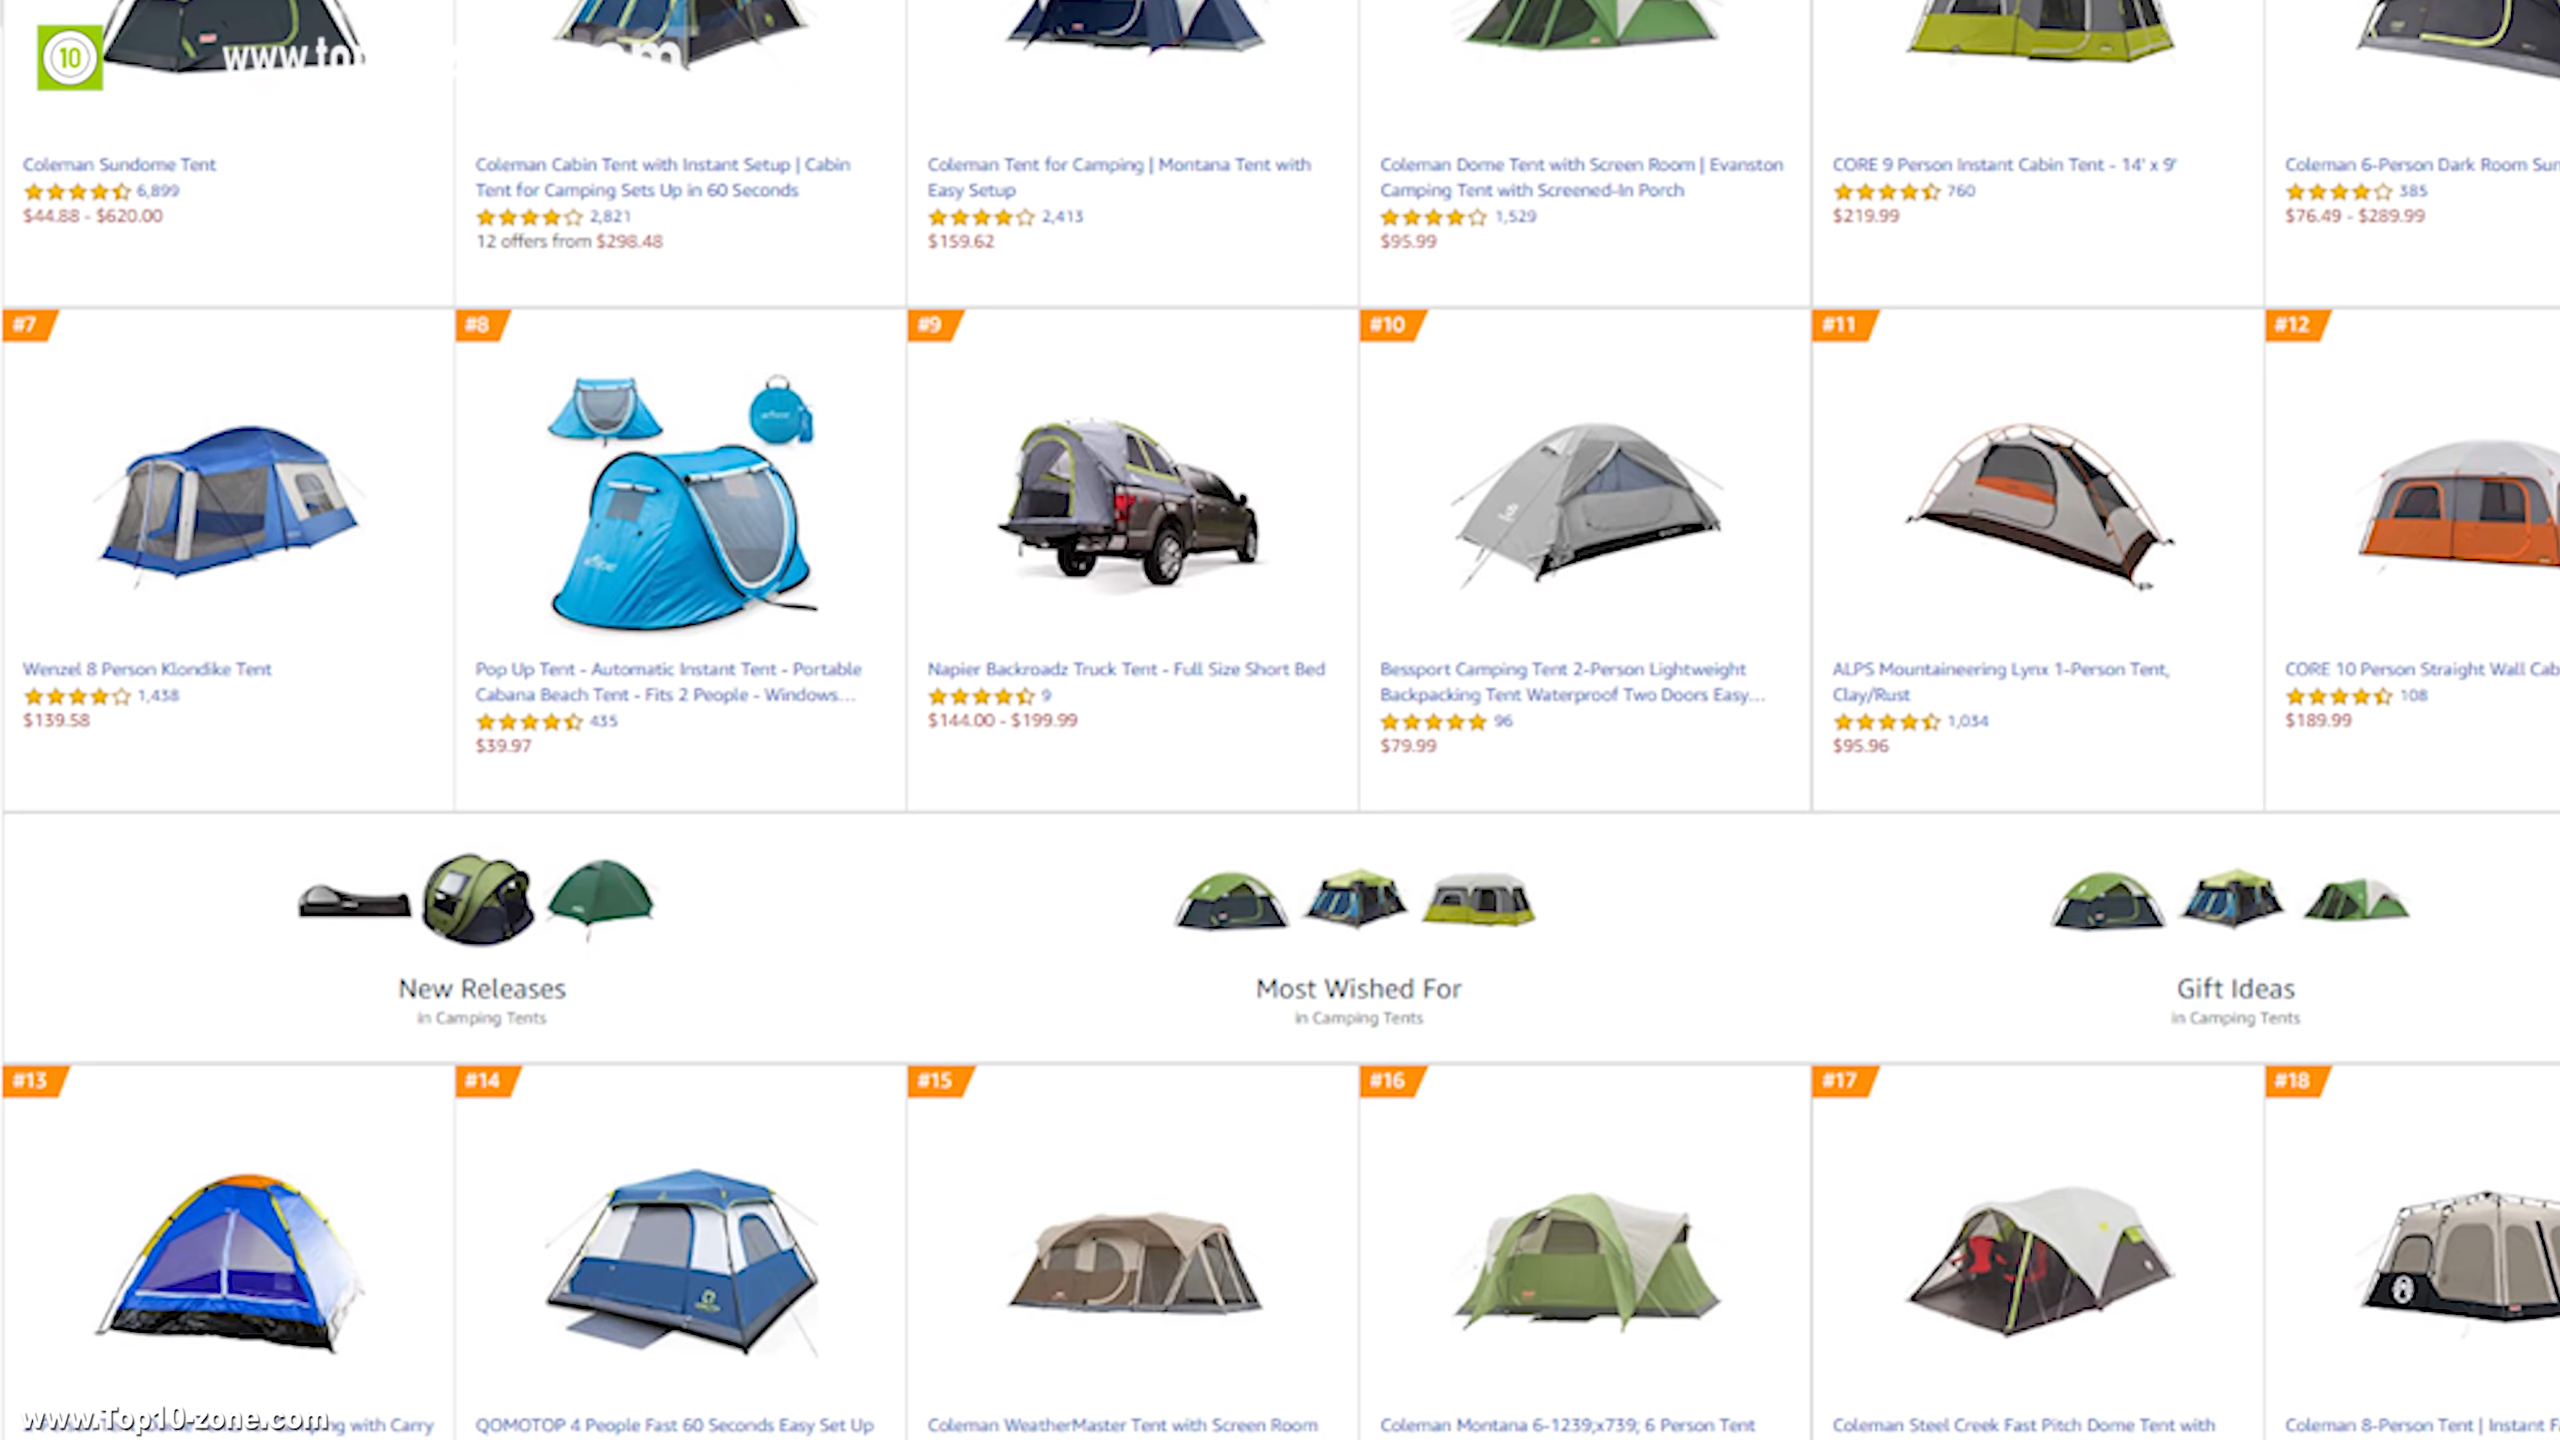 10
www.to
m
Coleman Sundome Tent
6,899
$44.88 - $620.00
Coleman Cabin Tent with Instant Setup | Cabin
Tent for Camping Sets Up in 60 Seconds
2,821
12 offers from $298.48
Coleman Tent for Camping | Montana Tent with
Easy Setup
2,413
$159.62
Coleman Dome Tent with Screen Room | Evanston
Camping Tent with Screened-In Porch
1,529
$95.99
CORE 9 Person Instant Cabin Tent - 14' x 9'
760
$219.99
Coleman 6-Person Dark Room Sun
385
$76.49 - $289.99
#7
#8
#9
#10
#11
#12
Wenzel 8 Person Klondike Tent
1,438
$139.58
Pop Up Tent - Automatic Instant Tent - Portable
Cabana Beach Tent - Fits 2 People - Windows...
435
$39.97
Napier Backroadz Truck Tent - Full Size Short Bed
9
$144.00 - $199.99
Bessport Camping Tent 2-Person Lightweight
Backpacking Tent Waterproof Two Doors Easy...
96
$79.99
ALPS Mountaineering Lynx 1-Person Tent,
Clay/Rust
1,034
$95.96
CORE 10 Person Straight Wall Cab
108
$189.99
New Releases
in Camping Tents
Most Wished For
in Camping Tents
Gift Ideas
in Camping Tents
#13
#14
#15
#16
#17
#18
www.Top10-zone.com
ng with Carry
QOMOTOP 4 People Fast 60 Seconds Easy Set Up
Coleman WeatherMaster Tent with Screen Room
Coleman Montana 6-1239;x739; 6 Person Tent
Coleman Steel Creek Fast Pitch Dome Tent with
Coleman 8-Person Tent | Instant F